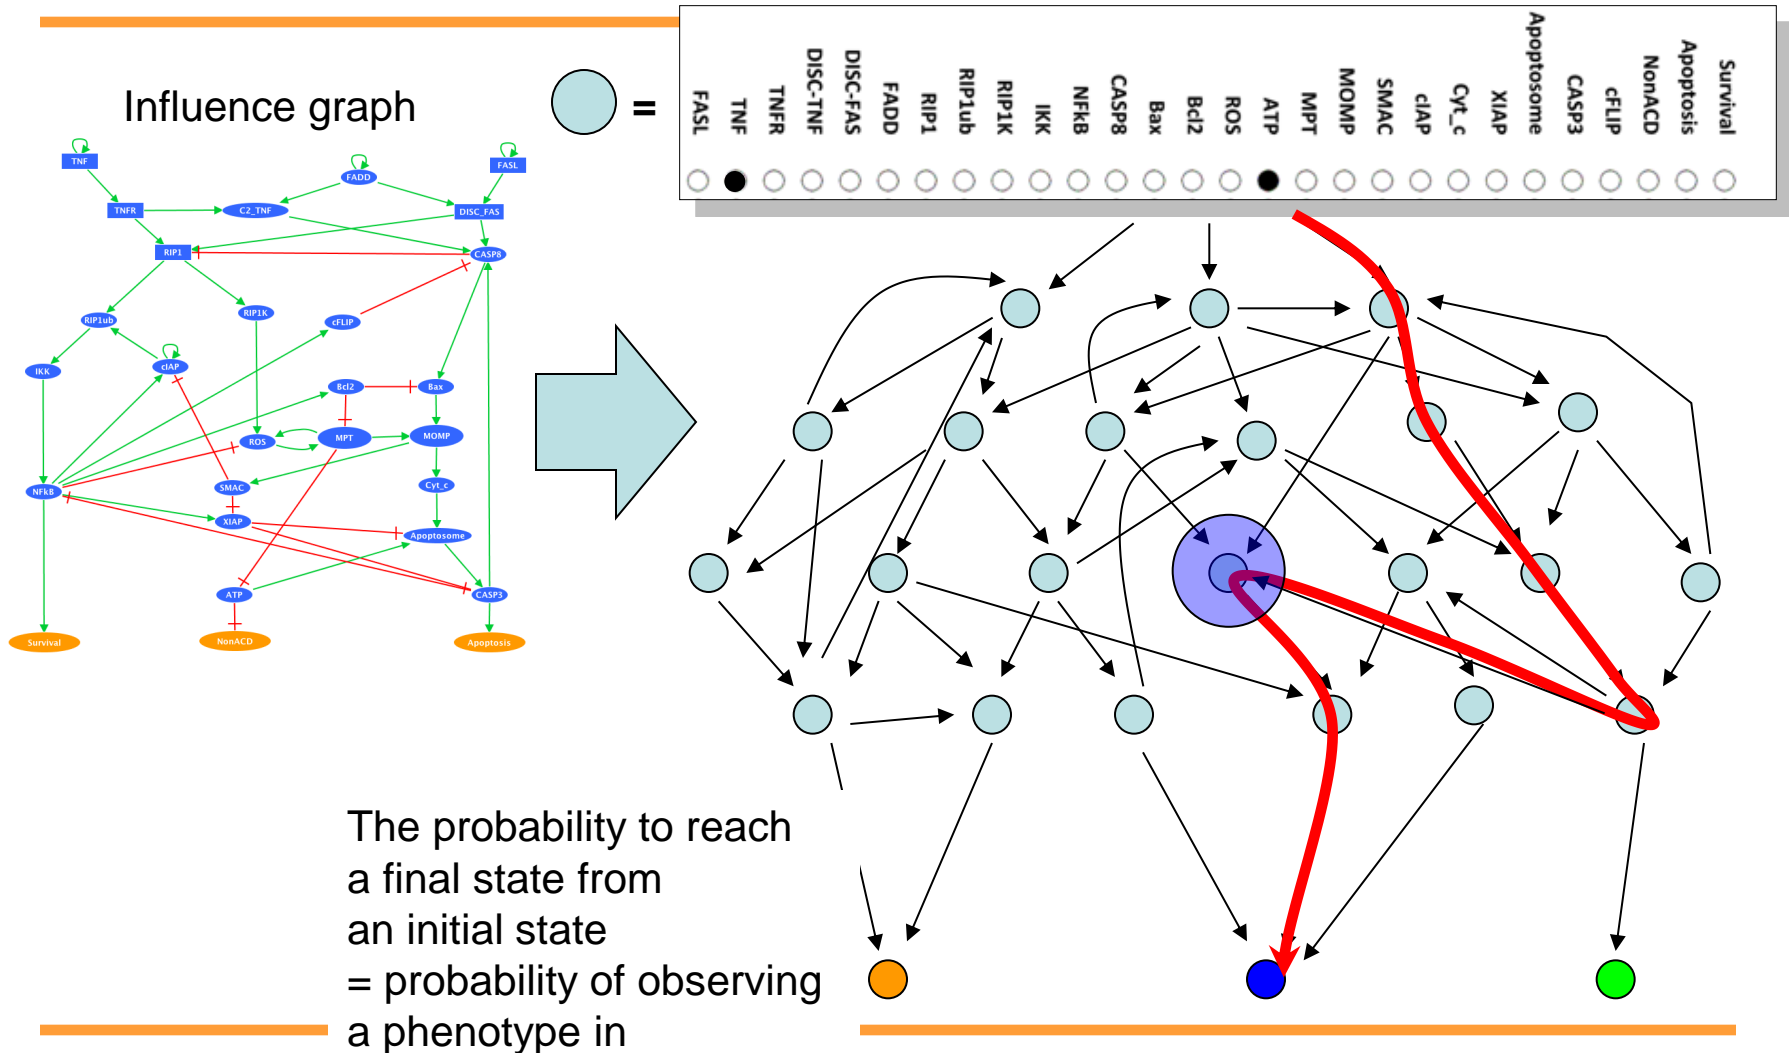 Influence graph
=
FASL
TNF
TNFR
DISC-TNF
DISC-FAS
FADD
RIP1
RIP1ub
RIP1K
IKK
NFkB
CASP8
Bax
Bcl2
ROS
ATP
MPT
MOMP
SMAC
cIAP
Cyt_c
XIAP
Apoptosome
CASP3
cFLIP
NonACD
Apoptosis
Survival
TNF
FADD
FASL
TNFR
C2_TNF
DISC_FAS
RIP1
CASP8
RIP1ub
RIP1K
cFLIP
IKK
cIAP
Bcl2
Bax
ROS
MPT
MOMP
NFkB
SMAC
Cyt_c
XIAP
Apoptosome
ATP
CASP3
Survival
NonACD
Apoptosis
The probability to reach
a final state from
an initial state
= probability of observing
a phenotype in